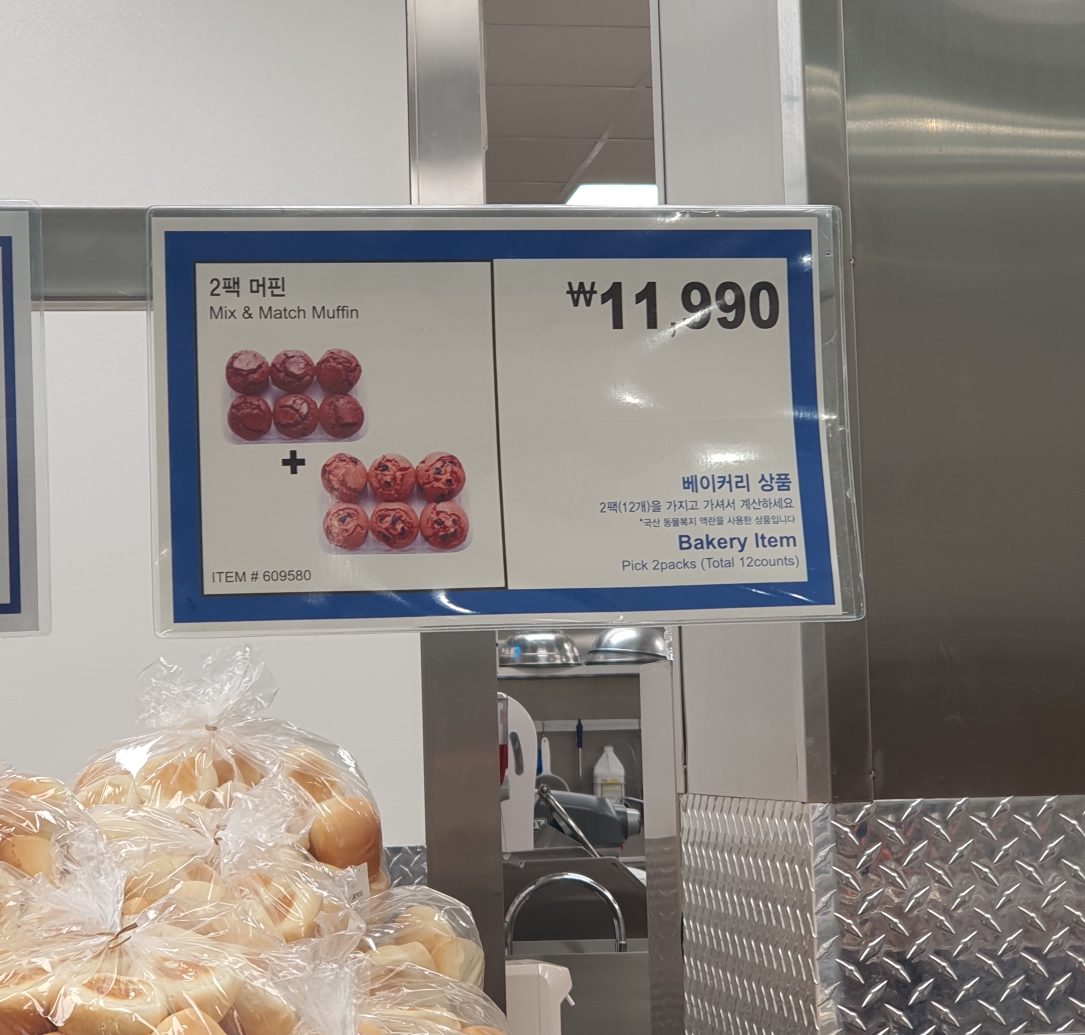 2팩 머핀
Mix & Match Muffin
+
ITEM # 609580
₩11,990
베이커리 상품
2팩(12개)을 가지고 가셔서 계산하세요
*국산 동물복지 액란을 사용한 상품입니다
Bakery Item
Pick 2packs (Total 12counts)